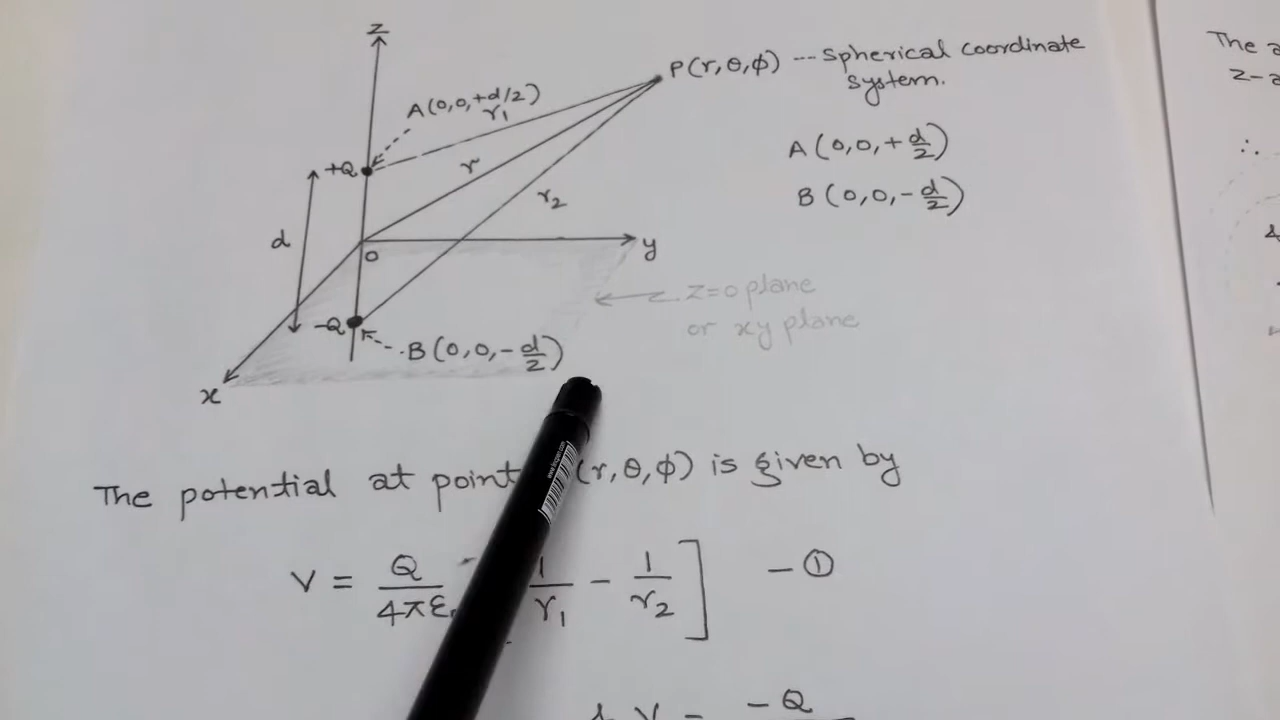 z
P(r, θ, ϕ) --- Spherical coordinate
system.
A(0,0,+d/2)
r₁
A(0,0,+d/2)
+Q
r
B(0,0,-d/2)
r₂
d
O
y
z=0 plane
or xy plane
-Q
B(0,0,-d/2)
x
The potential at point (r,θ,ϕ) is given by
V = Q/4πε [1/r₁ - 1/r₂] - ①
V = -Q
The
z-
∴